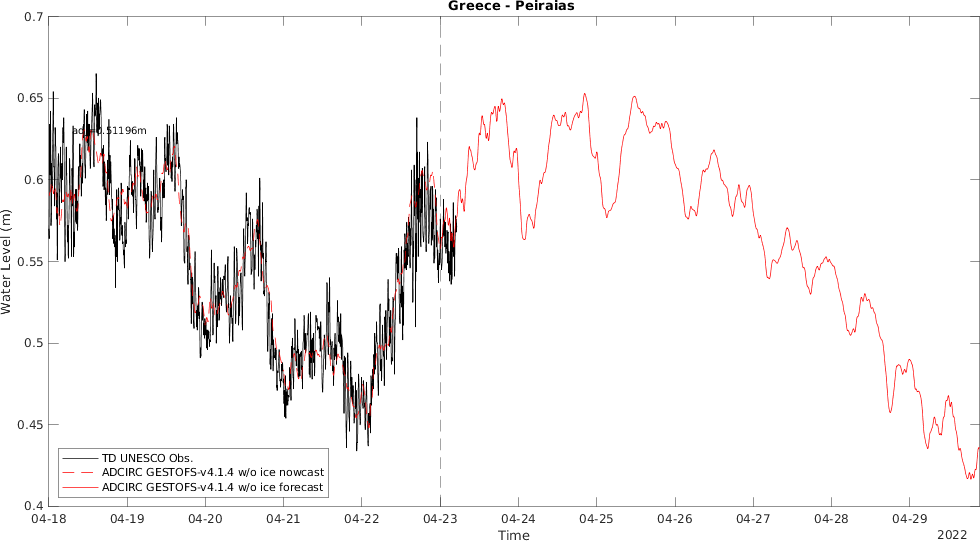 Greece - Peiraias
0.7
0.65
0.6
0.55
0.5
0.45
0.4
Water Level (m)
TD UNESCO Obs.
ADCIRC GESTOFS-v4.1.4 w/o ice nowcast
ADCIRC GESTOFS-v4.1.4 w/o ice forecast
04-18 04-19 04-20 04-21 04-22 04-23 04-24 04-25 04-26 04-27 04-28 04-29
Time
2022